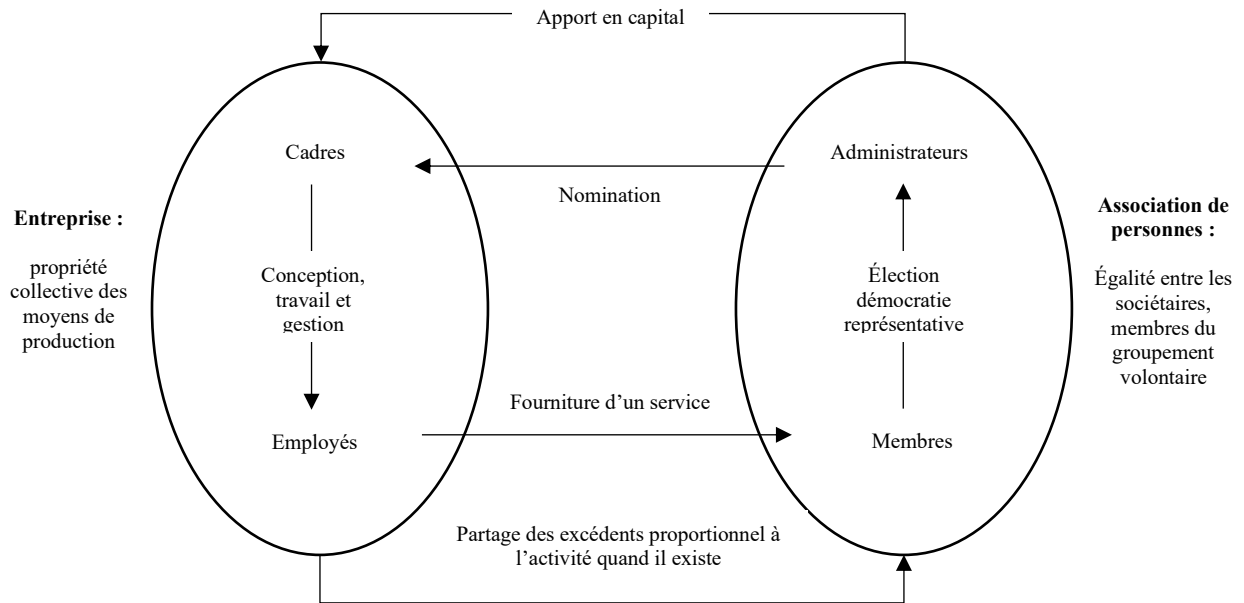 Apport en capital
Cadres
Administrateurs
Nomination
Entreprise :
propriété
collective des
moyens de
production
Conception,
travail et
gestion
Élection
démocratie
représentative
Association de
personnes :
Égalité entre les
sociétaires,
membres du
groupement
volontaire
Fourniture d’un service
Employés
Membres
Partage des excédents proportionnel à
l’activité quand il existe